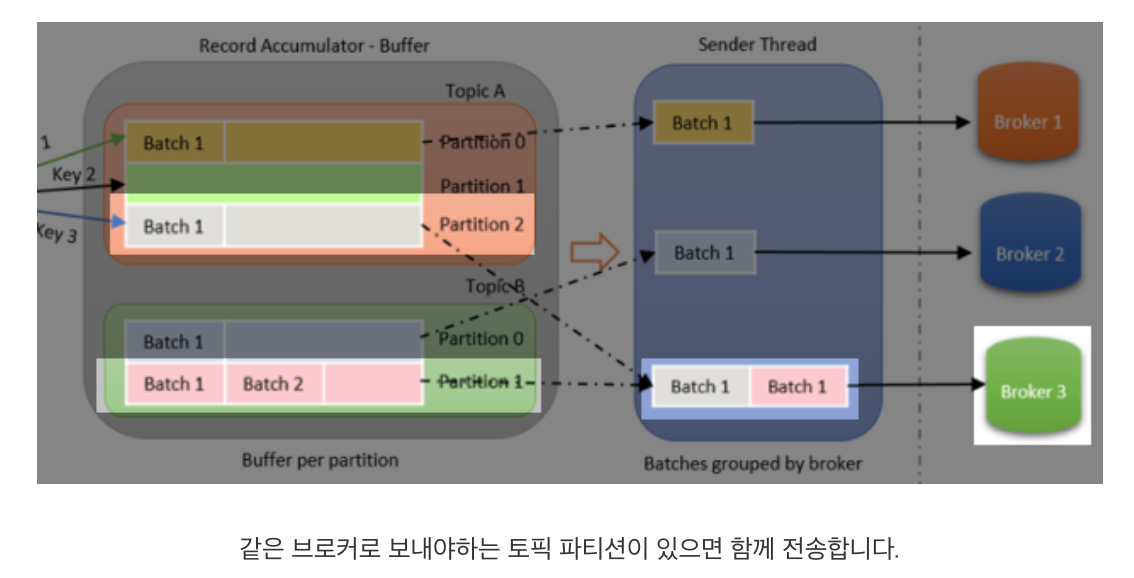 Record Accumulator - Buffer
Sender Thread
Topic A
Batch 1
Partition 0
Batch 1
Broker 1
1
Key 2
Partition 1
Key 3
Batch 1
Partition 2
Batch 1
Broker 2
Topic B
Batch 1
Partition 0
Batch 1
Batch 2
Partition 1
Batch 1
Batch 1
Broker 3
Buffer per partition
Batches grouped by broker
같은 브로커로 보내야하는 토픽 파티션이 있으면 함께 전송합니다.